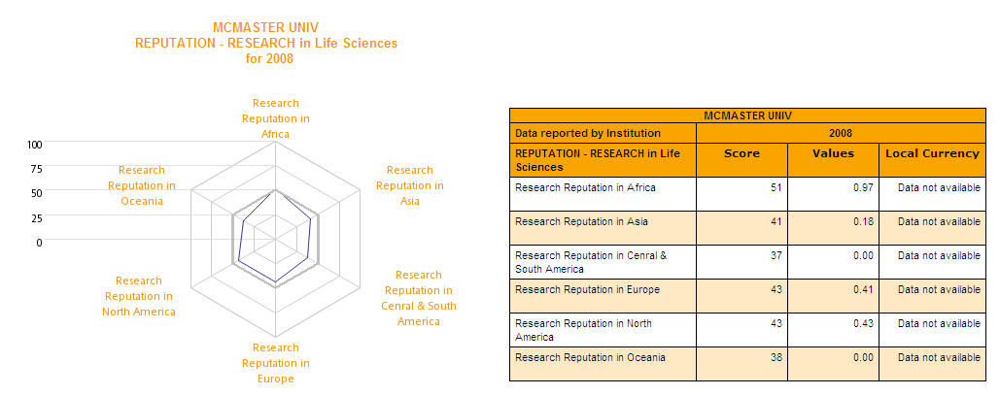 MCMASTER UNIV
REPUTATION - RESEARCH in Life Sciences
for 2008
Research
Reputation in
Africa
100
75
50
25
0
Research
Reputation in
Oceania
Research
Reputation in
Asia
Research
Reputation in
North America
Research
Reputation in
Cenral & South
America
Research
Reputation in
Europe
MCMASTER UNIV
Data reported by Institution 2008
REPUTATION - RESEARCH in Life Score Values Local Currency
Sciences
Research Reputation in Africa 51 0.97 Data not available
Research Reputation in Asia 41 0.18 Data not available
Research Reputation in Cenral & 37 0.00 Data not available
South America
Research Reputation in Europe 43 0.41 Data not available
Research Reputation in North 43 0.43 Data not available
America
Research Reputation in Oceania 38 0.00 Data not available